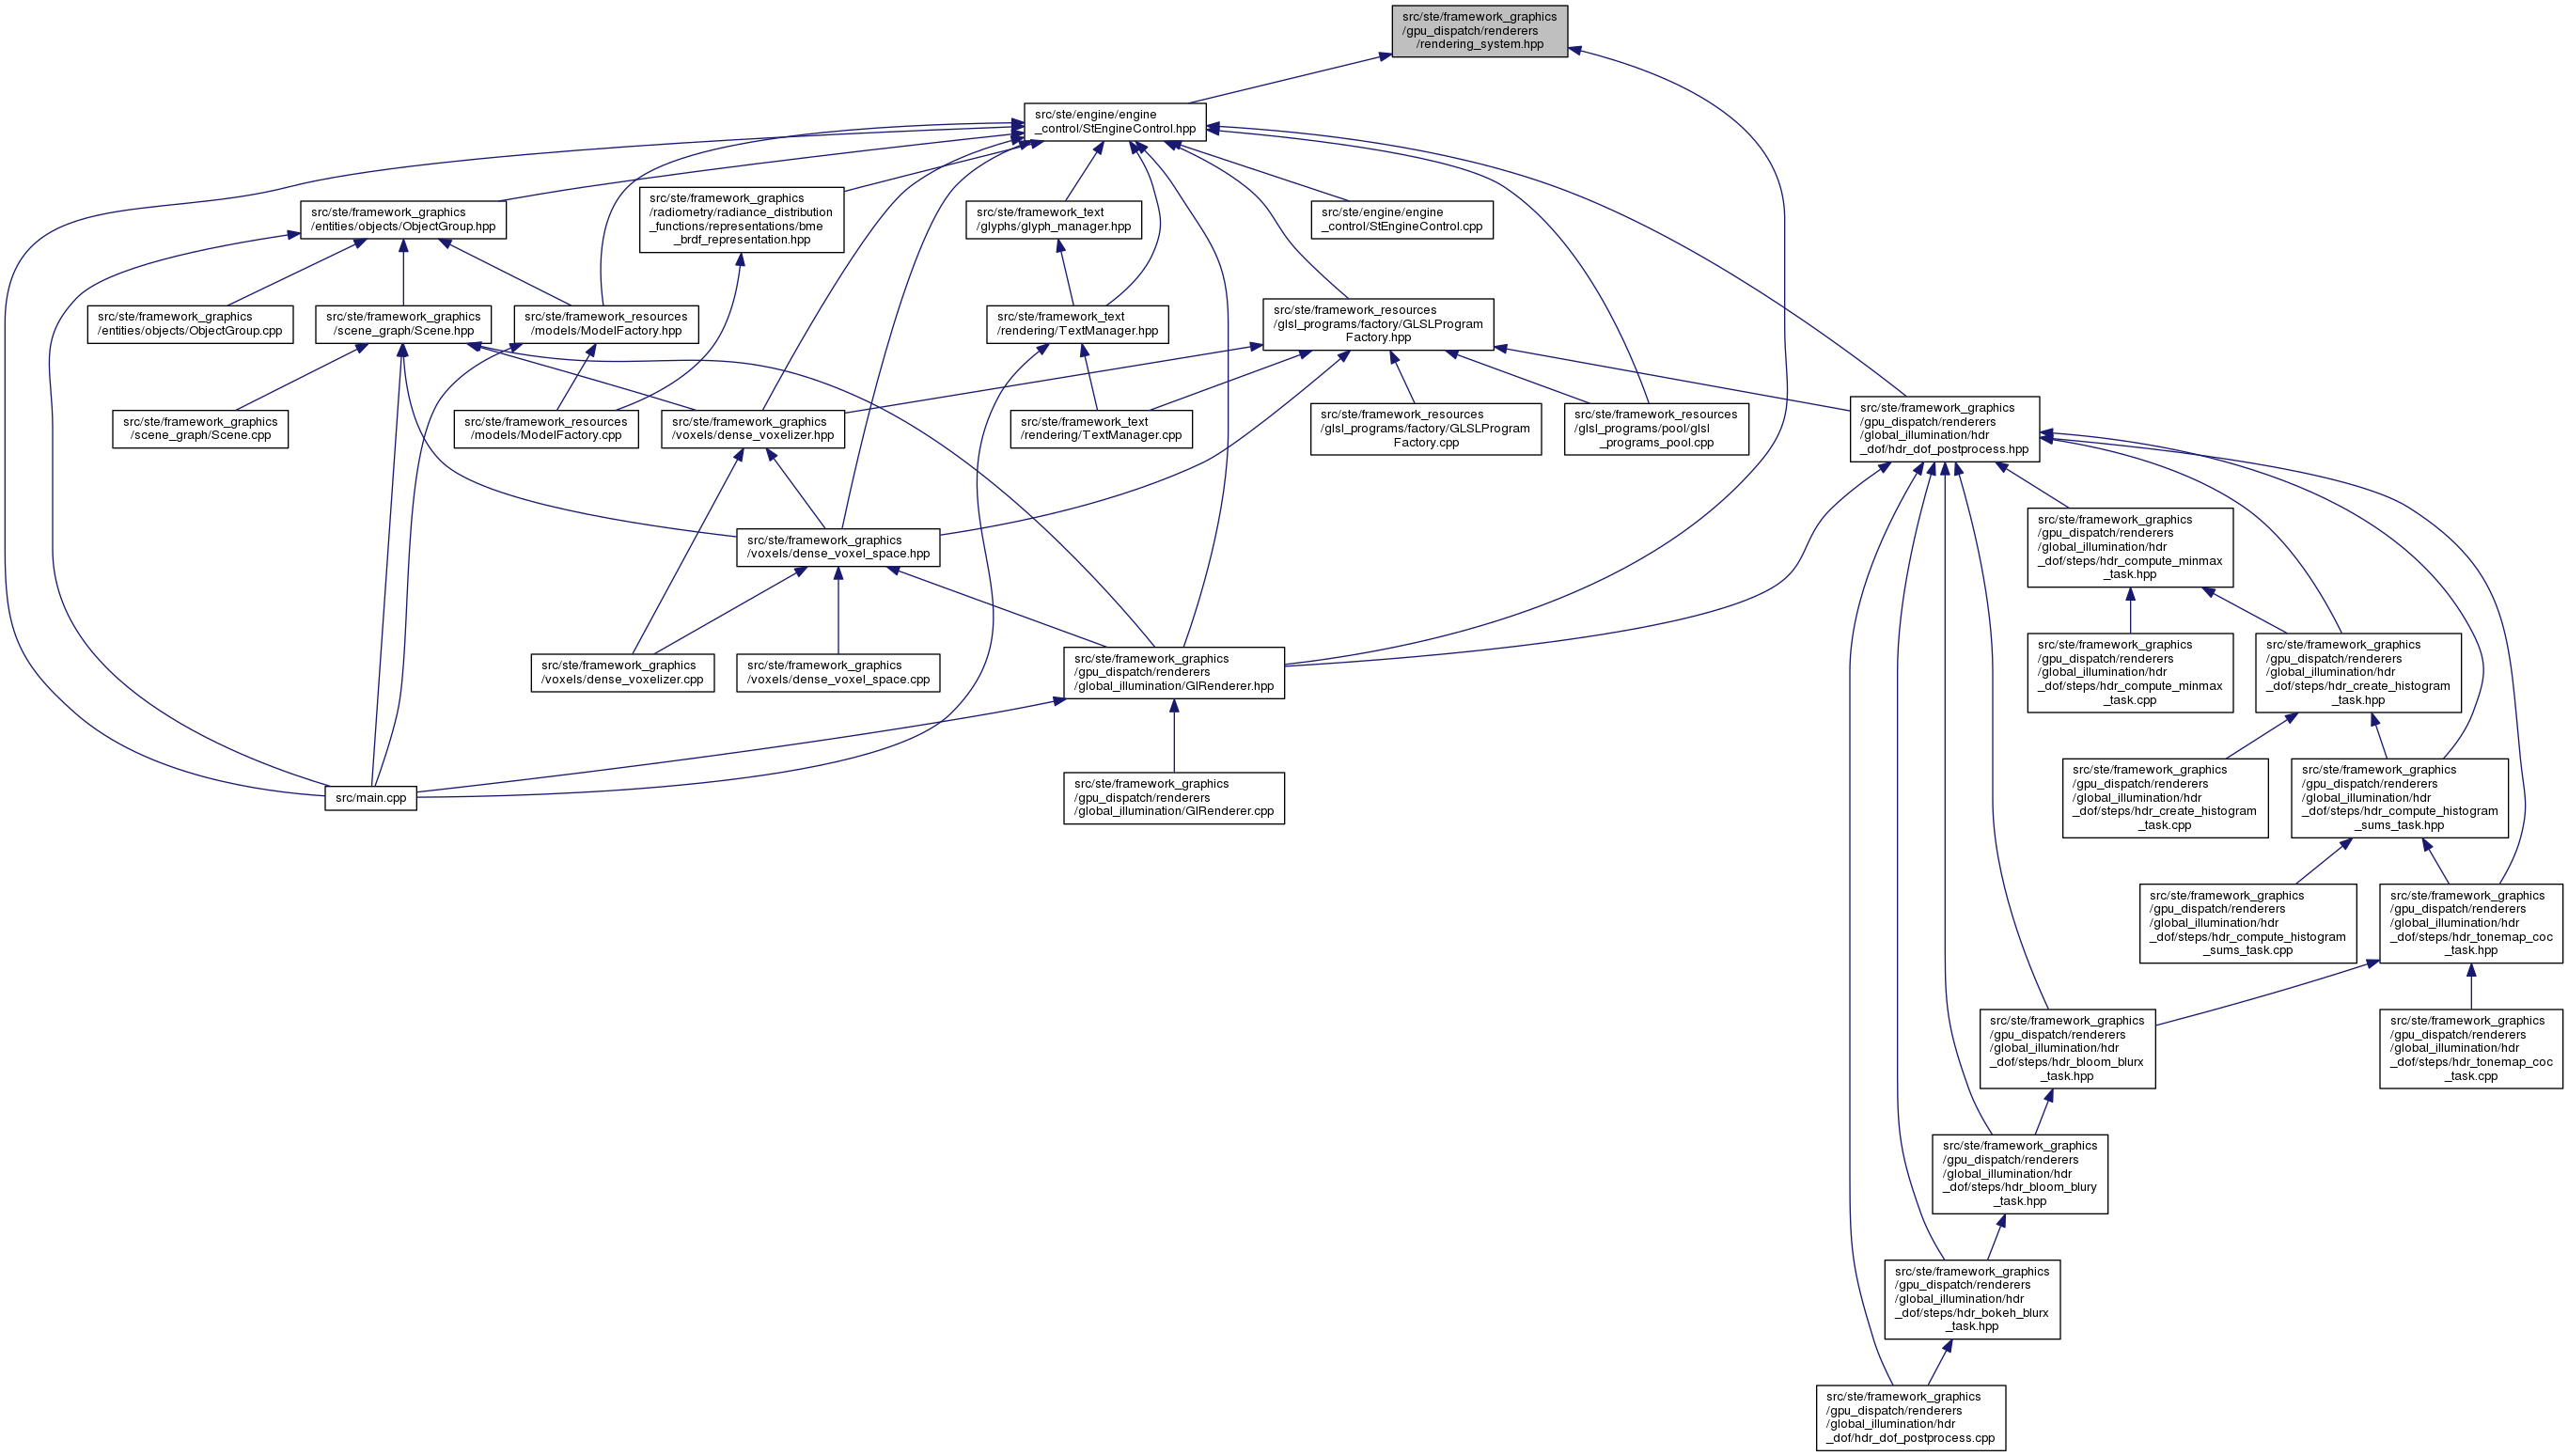 src/ste/framework_graphics
/gpu_dispatch/renderers
/rendering_system.hpp
src/ste/engine/engine
_control/StEngineControl.hpp
src/ste/framework_graphics
/entities/objects/ObjectGroup.hpp
src/ste/framework_graphics
/radiometry/radiance_distribution
_functions/representations/bme
_brdf_representation.hpp
src/ste/framework_text
/glyphs/glyph_manager.hpp
src/ste/engine/engine
_control/StEngineControl.cpp
src/ste/framework_graphics
/entities/objects/ObjectGroup.cpp
src/ste/framework_graphics
/scene_graph/Scene.hpp
src/ste/framework_resources
/models/ModelFactory.hpp
src/ste/framework_text
/rendering/TextManager.hpp
src/ste/framework_resources
/glsl_programs/factory/GLSLProgram
Factory.hpp
src/ste/framework_graphics
/scene_graph/Scene.cpp
src/ste/framework_resources
/models/ModelFactory.cpp
src/ste/framework_graphics
/voxels/dense_voxelizer.hpp
src/ste/framework_text
/rendering/TextManager.cpp
src/ste/framework_resources
/glsl_programs/factory/GLSLProgram
Factory.cpp
src/ste/framework_resources
/glsl_programs/pool/glsl
_programs_pool.cpp
src/ste/framework_graphics
/gpu_dispatch/renderers
/global_illumination/hdr
_dof/hdr_dof_postprocess.hpp
src/ste/framework_graphics
/voxels/dense_voxel_space.hpp
src/ste/framework_graphics
/gpu_dispatch/renderers
/global_illumination/hdr
_dof/steps/hdr_compute_minmax
_task.hpp
src/ste/framework_graphics
/voxels/dense_voxelizer.cpp
src/ste/framework_graphics
/voxels/dense_voxel_space.cpp
src/ste/framework_graphics
/gpu_dispatch/renderers
/global_illumination/GIRenderer.hpp
src/ste/framework_graphics
/gpu_dispatch/renderers
/global_illumination/hdr
_dof/steps/hdr_compute_minmax
_task.cpp
src/ste/framework_graphics
/gpu_dispatch/renderers
/global_illumination/hdr
_dof/steps/hdr_create_histogram
_task.hpp
src/main.cpp
src/ste/framework_graphics
/gpu_dispatch/renderers
/global_illumination/GIRenderer.cpp
src/ste/framework_graphics
/gpu_dispatch/renderers
/global_illumination/hdr
_dof/steps/hdr_create_histogram
_task.cpp
src/ste/framework_graphics
/gpu_dispatch/renderers
/global_illumination/hdr
_dof/steps/hdr_compute_histogram
_sums_task.hpp
src/ste/framework_graphics
/gpu_dispatch/renderers
/global_illumination/hdr
_dof/steps/hdr_compute_histogram
_sums_task.cpp
src/ste/framework_graphics
/gpu_dispatch/renderers
/global_illumination/hdr
_dof/steps/hdr_tonemap_coc
_task.hpp
src/ste/framework_graphics
/gpu_dispatch/renderers
/global_illumination/hdr
_dof/steps/hdr_bloom_blurx
_task.hpp
src/ste/framework_graphics
/gpu_dispatch/renderers
/global_illumination/hdr
_dof/steps/hdr_tonemap_coc
_task.cpp
src/ste/framework_graphics
/gpu_dispatch/renderers
/global_illumination/hdr
_dof/steps/hdr_bloom_blury
_task.hpp
src/ste/framework_graphics
/gpu_dispatch/renderers
/global_illumination/hdr
_dof/steps/hdr_bokeh_blurx
_task.hpp
src/ste/framework_graphics
/gpu_dispatch/renderers
/global_illumination/hdr
_dof/hdr_dof_postprocess.cpp